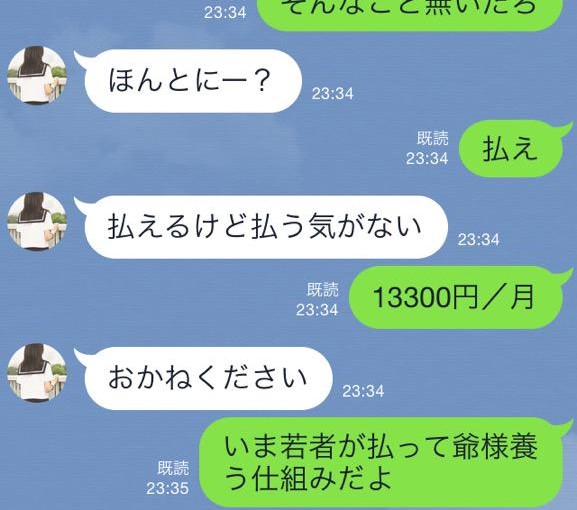 そんなこと無いだろ
23:34
ほんとにー？
23:34
既読
23:34
払え
払えるけど払う気がない
23:34
既読
23:34
13300円／月
おかねください
23:34
いま若者が払って爺様養
う仕組みだよ
既読
23:35